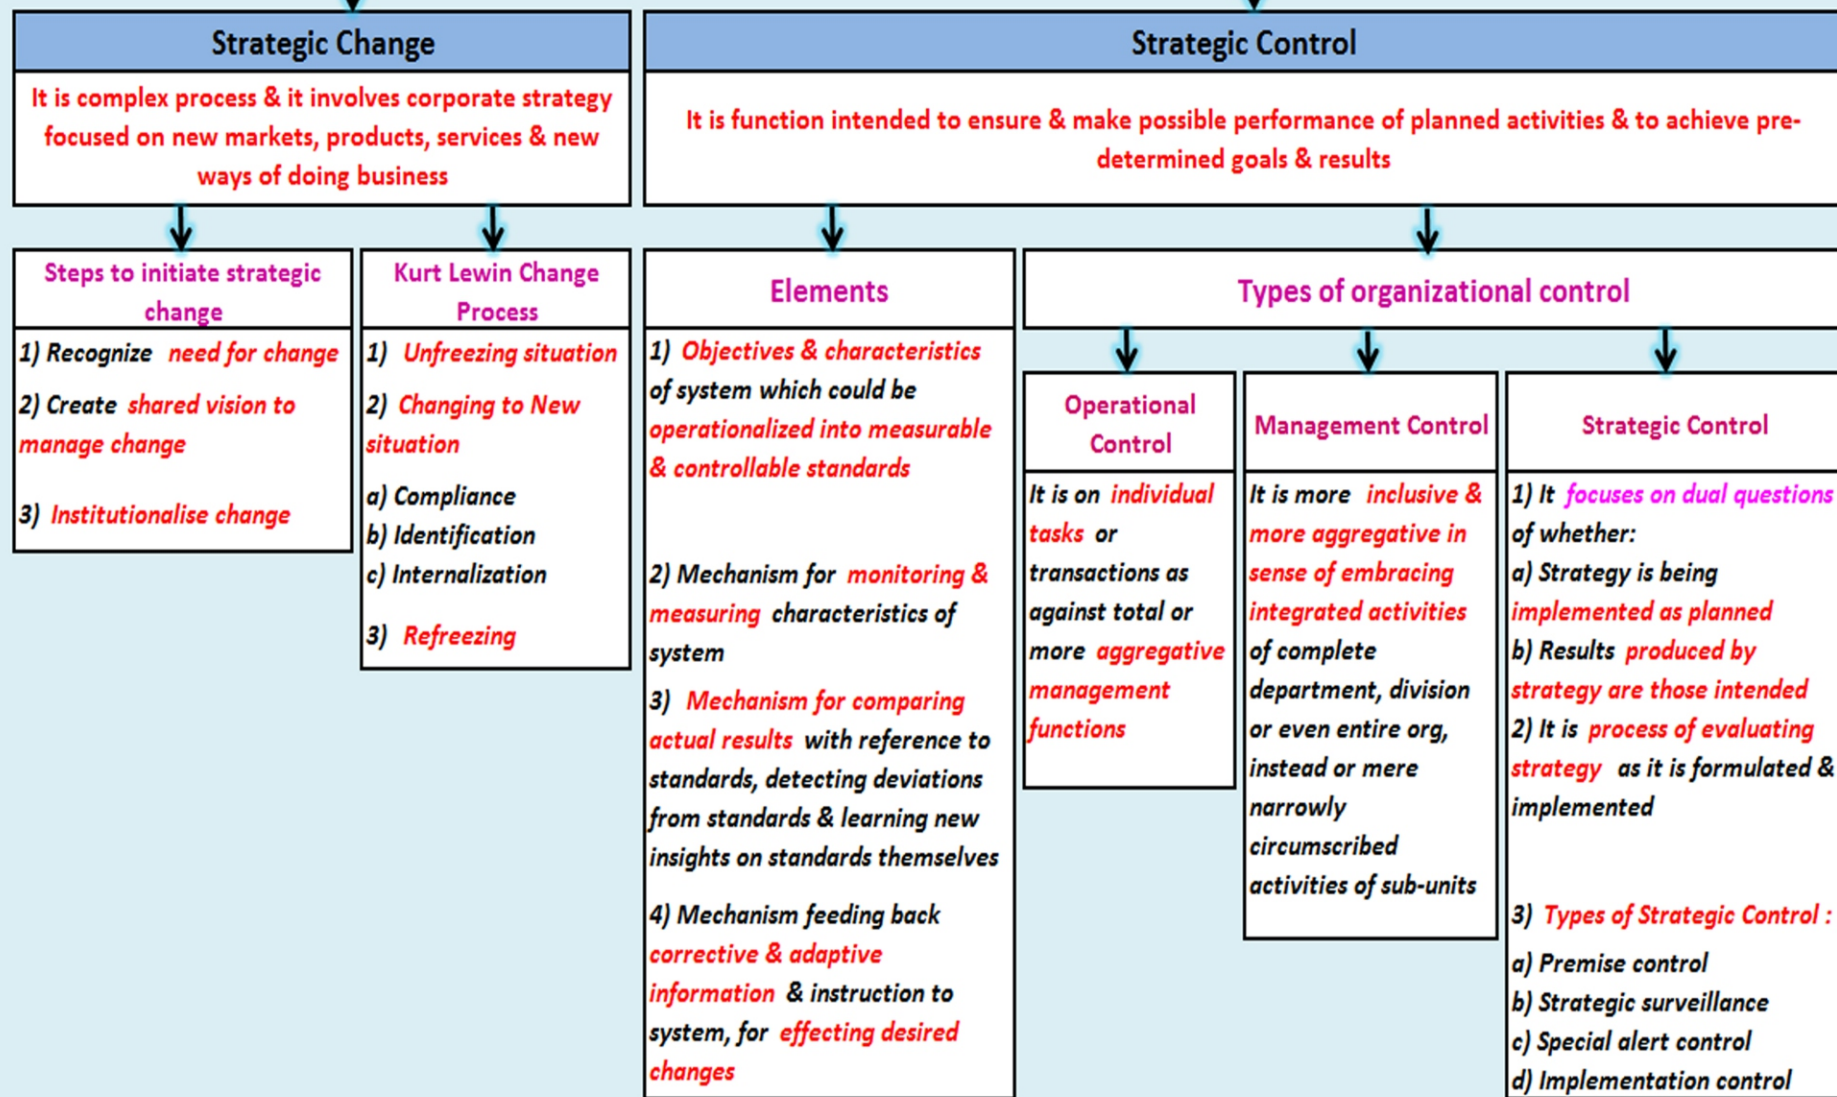 Strategic Change
It is complex process & it involves corporate strategy
focused on new markets, products, services & new
ways of doing business
Steps to initiate strategic
change
1) Recognize need for change
2) Create shared vision to
manage change
3) Institutionalise change
Kurt Lewin Change
Process
1) Unfreezing situation
2) Changing to New
situation
a) Compliance
b) Identification
c) Internalization
3) Refreezing
Strategic Control
It is function intended to ensure & make possible performance of planned activities & to achieve pre-
determined goals & results
Elements
1) Objectives & characteristics
of system which could be
operationalized into measurable
& controllable standards
2) Mechanism for monitoring &
measuring characteristics of
system
3) Mechanism for comparing
actual results with reference to
standards, detecting deviations
from standards & learning new
insights on standards themselves
4) Mechanism feeding back
corrective & adaptive
information & instruction to
system, for effecting desired
changes
Types of organizational control
Operational
Control
It is on individual
tasks or
transactions as
against total or
more aggregative
management
functions
Management Control
It is more inclusive &
more aggregative in
sense of embracing
integrated activities
of complete
department, division
or even entire org,
instead or mere
narrowly
circumscribed
activities of sub-units
Strategic Control
1) It focuses on dual questions
of whether:
a) Strategy is being
implemented as planned
b) Results produced by
strategy are those intended
2) It is process of evaluating
strategy as it is formulated &
implemented
3) Types of Strategic Control :
a) Premise control
b) Strategic surveillance
c) Special alert control
d) Implementation control